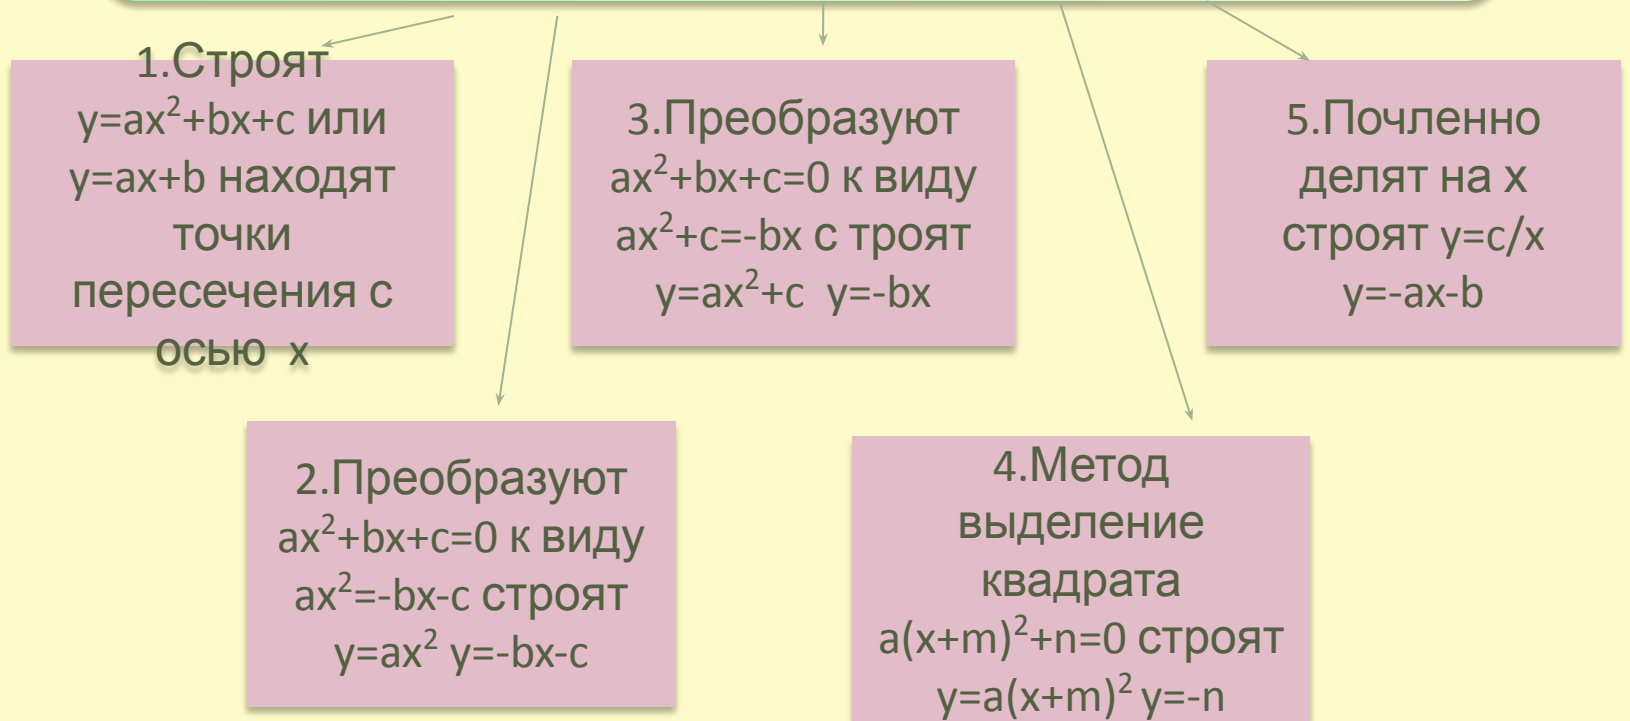 1.Строят
y=ax²+bx+c или
y=ax+b находят
точки
пересечения с
осью x
2.Преобразуют
ax²+bx+c=0 к виду
ax²=-bx-c строят
y=ax² y=-bx-c
3.Преобразуют
ax²+bx+c=0 к виду
ax²+c=-bx с троят
y=ax²+c y=-bx
4.Метод
выделение
квадрата
a(x+m)²+n=0 строят
y=a(x+m)² y=-n
5.Почленно
делят на х
строят y=c/x
y=-ax-b